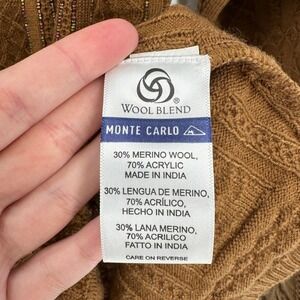 ®
WOOL BLEND
MONTE CARLO
30% MERINO WOOL,
70% ACRYLIC
MADE IN INDIA
30% LENGUA DE MERINO,
70% ACRÍLICO,
HECHO EN INDIA
30% LANA MERINO,
70% ACRILICO
FATTO IN INDIA
CARE ON REVERSE